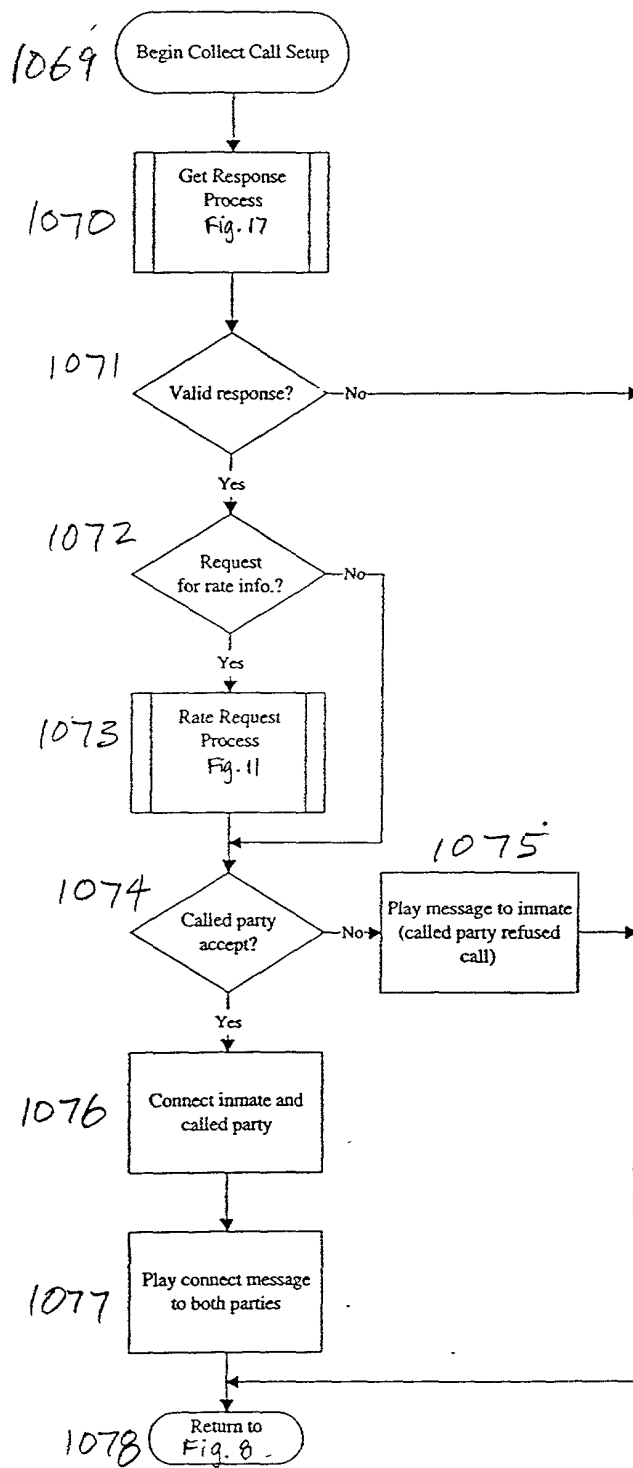 1069
Begin Collect Call Setup
1070
Get Response
Process
Fig. 17
1071
Valid response?
No
Yes
1072
Request
for rate info.?
No
Yes
1073
Rate Request
Process
Fig. 11
1074
Called party
accept?
No
1075
Play message to inmate
(called party refused
call)
Yes
1076
Connect inmate and
called party
1077
Play connect message
to both parties
1078
Return to
Fig. 8